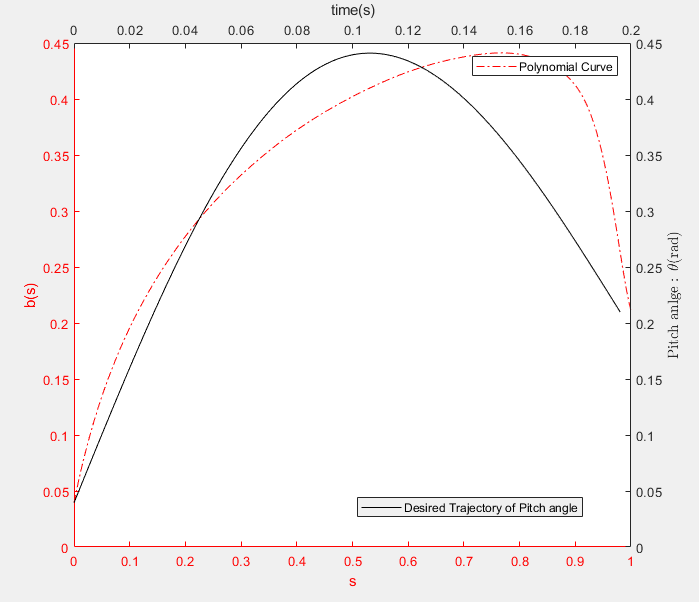 time(s)
0 0.02 0.04 0.06 0.08 0.1 0.12 0.14 0.16 0.18 0.2
0.45 0.45
Polynomial Curve
0.4 0.4
0.35 0.35
0.3 0.3
b(s)
0.25 0.25
Pitch anlge : θ(rad)
0.2 0.2
0.15 0.15
0.1 0.1
0.05 0.05
Desired Trajectory of Pitch angle
0 0
0 0.1 0.2 0.3 0.4 0.5 0.6 0.7 0.8 0.9 1
s